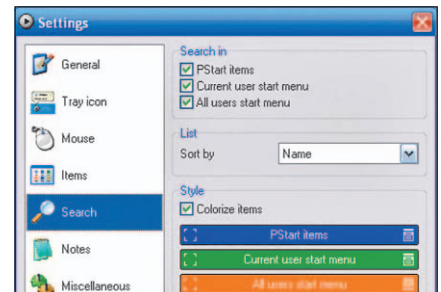 Settings
General
Tray icon
Mouse
Items
Search
Notes
Miscellaneous
Search in
PStart items
Current user start menu
All users start menu
List
Sort by Name
Style
Colorize items
PStart items
Current user start menu
All users start menu